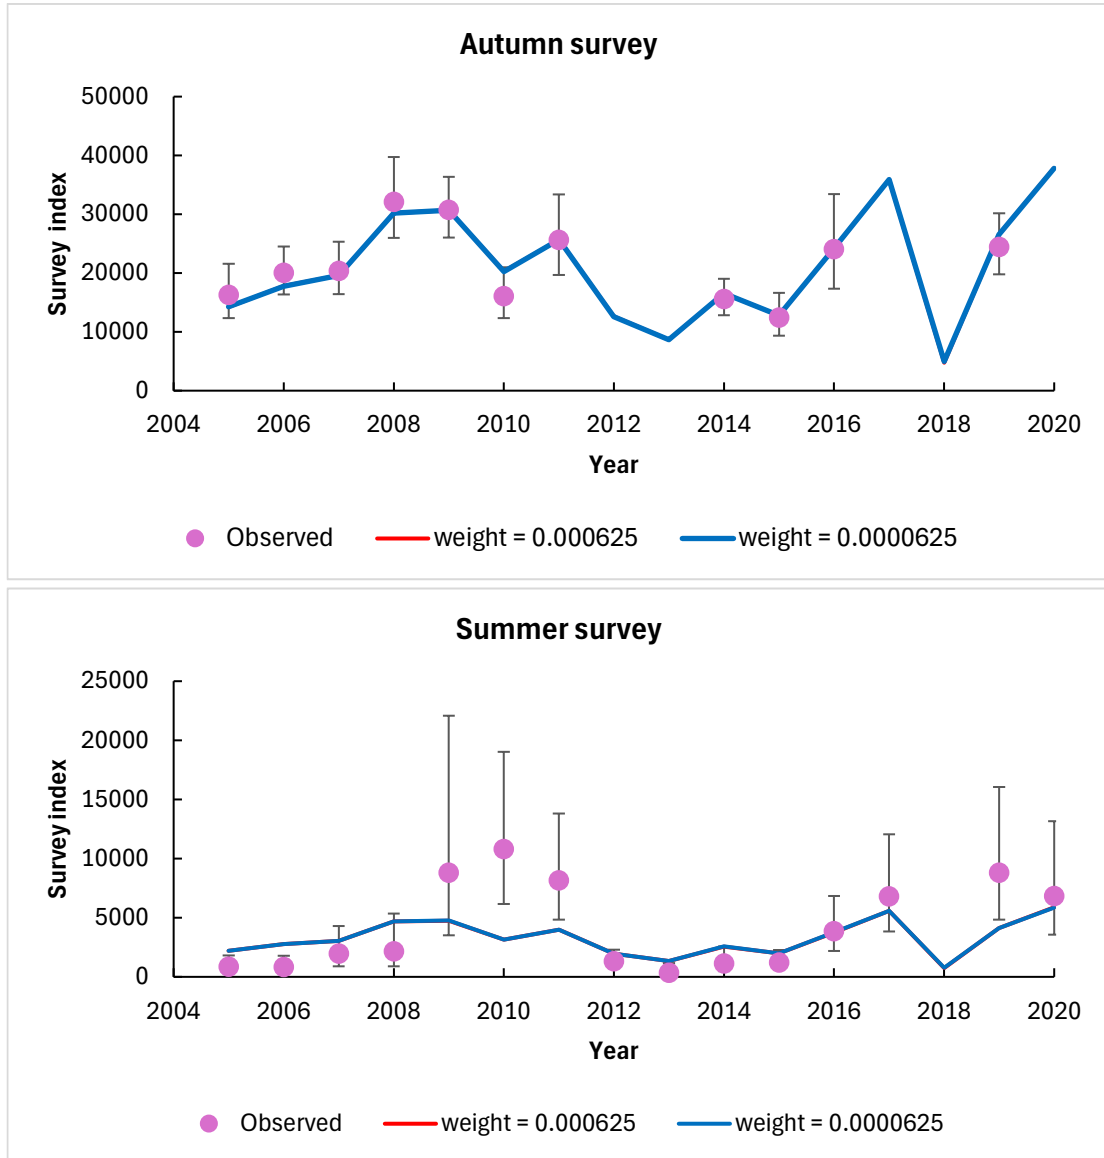 Autumn survey
50000
40000
30000
20000
10000
0
Survey index
2004 2006 2008 2010 2012 2014 2016 2018 2020
Year
Observed weight = 0.000625 weight = 0.0000625
Summer survey
25000
20000
15000
10000
5000
0
Survey index
2004 2006 2008 2010 2012 2014 2016 2018 2020
Year
Observed weight = 0.000625 weight = 0.0000625